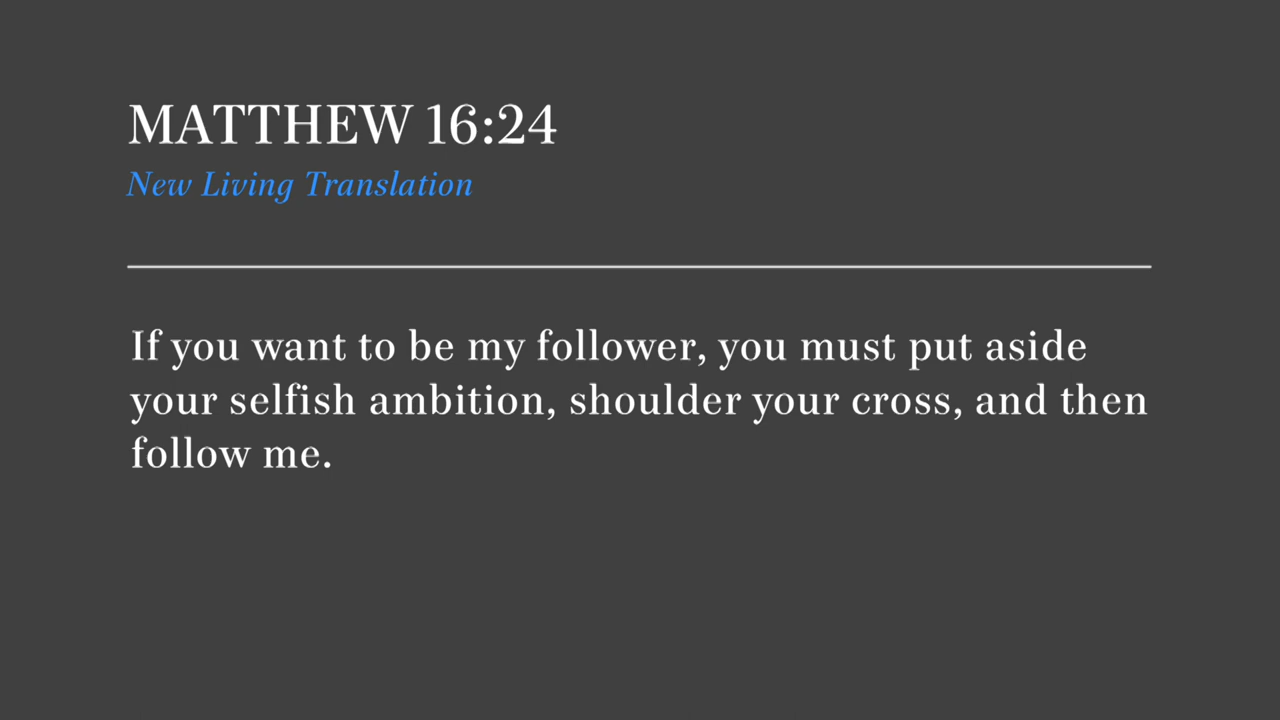 MATTHEW 16:24
New Living Translation
If you want to be my follower, you must put aside
your selfish ambition, shoulder your cross, and then
follow me.